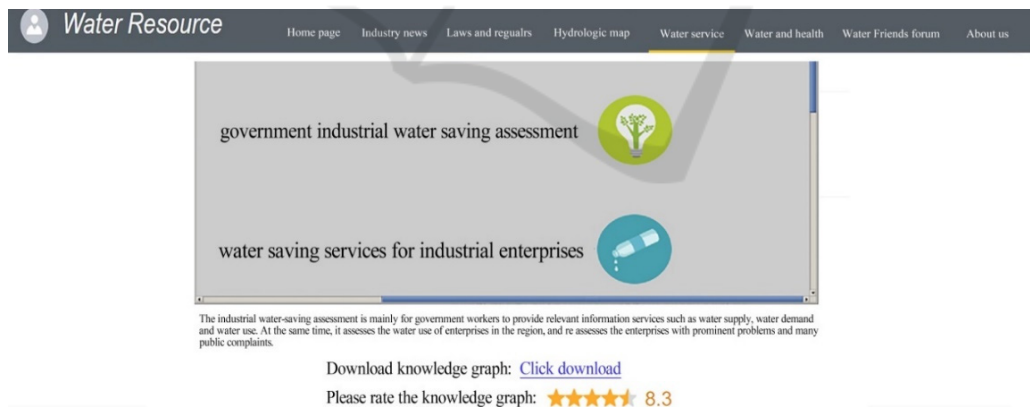 Water Resource
Home page Industry news Laws and regualrs Hydrologic map Water service Water and health Water Friends forum About us
government industrial water saving assessment
water saving services for industrial enterprises
The industrial water-saving assessment is mainly for government workers to provide relevant information services such as water supply, water demand
and water use. At the same time, it assesses the water use of enterprises in the region, and re assesses the enterprises with prominent problems and many
public complaints.
Download knowledge graph: Click download
Please rate the knowledge graph: 8.3